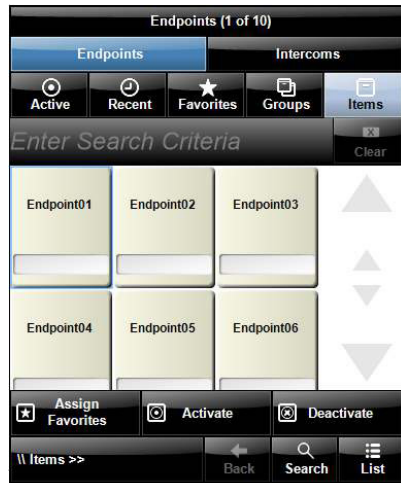 Endpoints (1 of 10)
Endpoints Intercoms
Active Recent Favorites Groups Items
Enter Search Criteria Clear
Endpoint01 Endpoint02 Endpoint03
Endpoint04 Endpoint05 Endpoint06
Assign
Favorites Activate Deactivate
\\ Items >> Back Search List